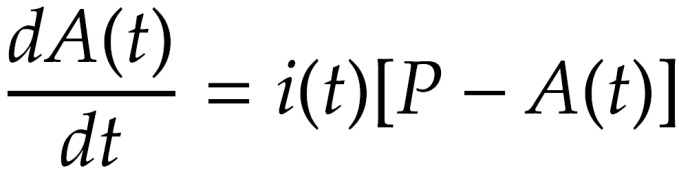 dA(t)/dt = i(t)[P − A(t)]